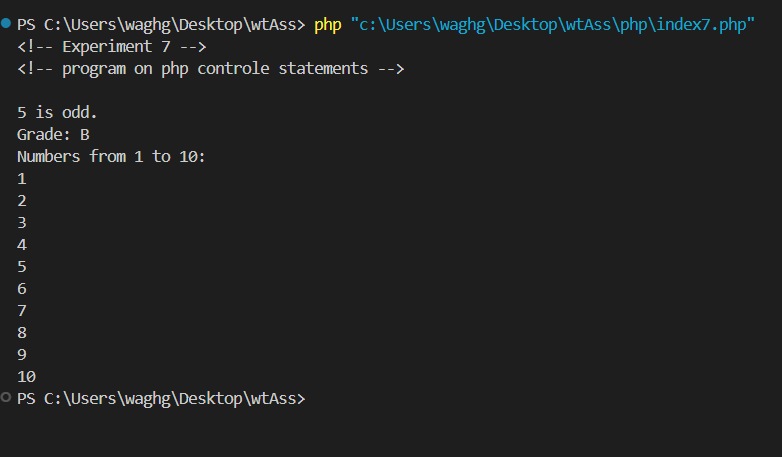 PS C:\Users\waghg\Desktop\wtAss> php "c:\Users\waghg\Desktop\wtAss\php\index7.php"
<!-- Experiment 7 -->
<!-- program on php controle statements -->
5 is odd.
Grade: B
Numbers from 1 to 10:
1
2
3
4
5
6
7
8
9
10
PS C:\Users\waghg\Desktop\wtAss>